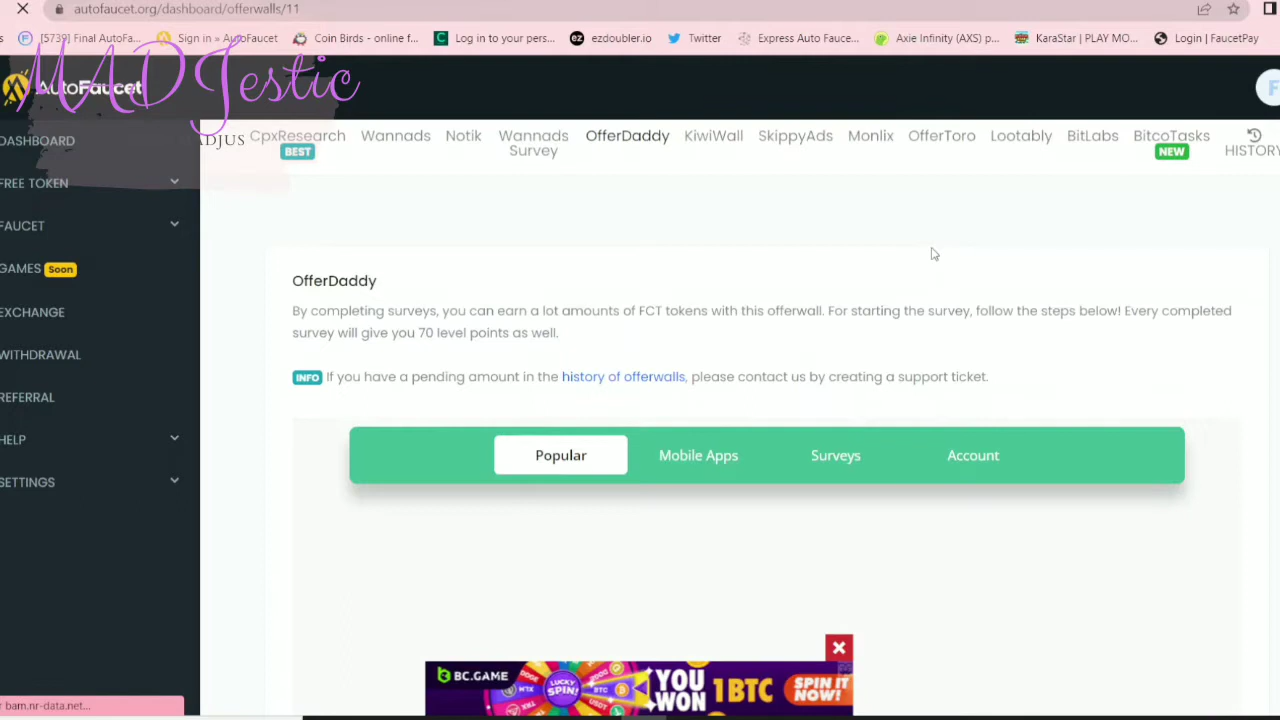 autofaucet.org/dashboard/offerwalls/11
[5739] Final AutoFa...
Sign in » AutoFaucet
Coin Birds - online f...
Log in to your pers...
ezdoubler.io
Twitter
Express Auto Fauce...
Axie Infinity (AXS) p...
KaraStar | PLAY MO...
Login | FaucetPay
MADJestic
AutoFaucet
F
DASHBOARD
FREE TOKEN
FAUCET
GAMES Soon
EXCHANGE
WITHDRAWAL
REFERRAL
HELP
SETTINGS
CpxResearch
BEST
Wannads
Notik
Wannads
Survey
OfferDaddy
KiwiWall
SkippyAds
Monlix
OfferToro
Lootably
BitLabs
BitcoTasks
NEW
HISTORY
OfferDaddy
By completing surveys, you can earn a lot amounts of FCT tokens with this offerwall. For starting the survey, follow the steps below! Every completed
survey will give you 70 level points as well.
INFO If you have a pending amount in the history of offerwalls, please contact us by creating a support ticket.
Popular
Mobile Apps
Surveys
Account
BC.GAME
LUCKY
SPIN!
YOU
WON
1 BTC
SPIN IT
NOW!
bam.nr-data.net...